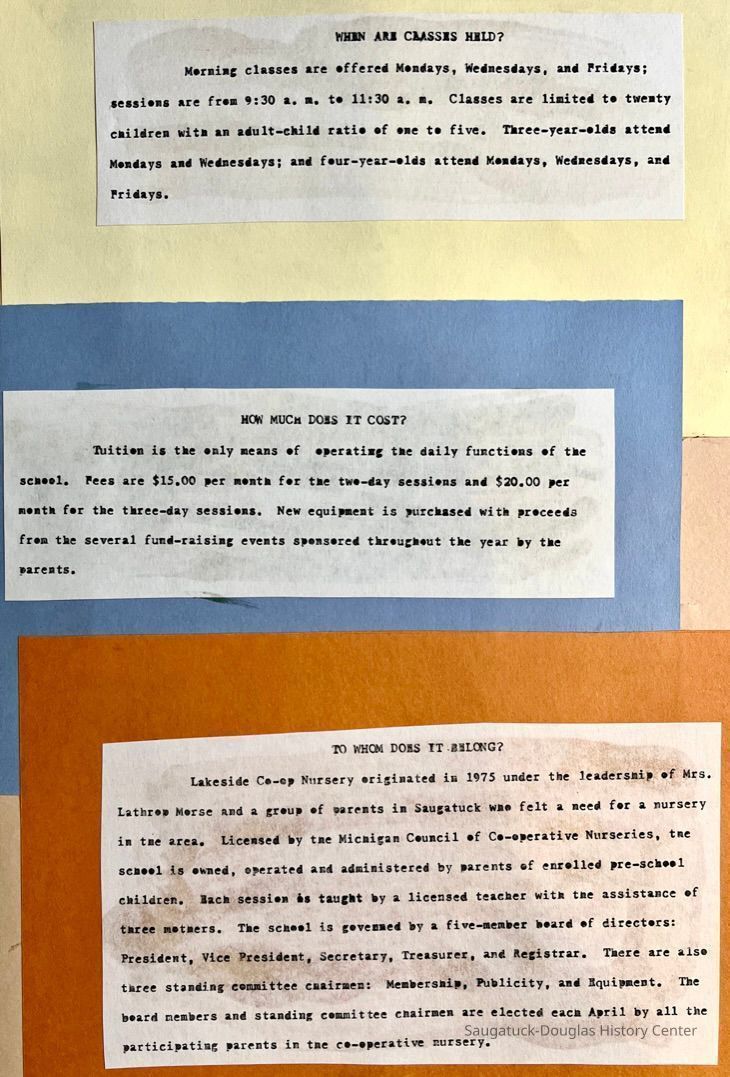 WHEN ARE CLASSES HELD?
Morning classes are offered Mondays, Wednesdays, and Fridays;
sessions are from 9:30 a. m. to 11:30 a. m. Classes are limited to twenty
children with an adult-child ratio of one to five. Three-year-olds attend
Mondays and Wednesdays; and four-year-olds attend Mondays, Wednesdays, and
Fridays.
HOW MUCH DOES IT COST?
Tuition is the only means of operating the daily functions of the
school. Fees are $15.00 per month for the two-day sessions and $20.00 per
month for the three-day sessions. New equipment is purchased with proceeds
from the several fund-raising events sponsored throughout the year by the
parents.
TO WHOM DOES IT BELONG?
Lakeside Co-op Nursery originated in 1975 under the leadership of Mrs.
Lathrop Morse and a group of parents in Saugatuck who felt a need for a nursery
in the area. Licensed by the Michigan Council of Co-operative Nurseries, the
school is owned, operated and administered by parents of enrolled pre-school
children. Each session is taught by a licensed teacher with the assistance of
three mothers. The school is governed by a five-member board of directors:
President, Vice President, Secretary, Treasurer, and Registrar. There are also
three standing committee chairmen: Membership, Publicity, and Equipment. The
board members and standing committee chairmen are elected each April by all the
participating parents in the co-operative nursery.
Saugatuck-Douglas History Center